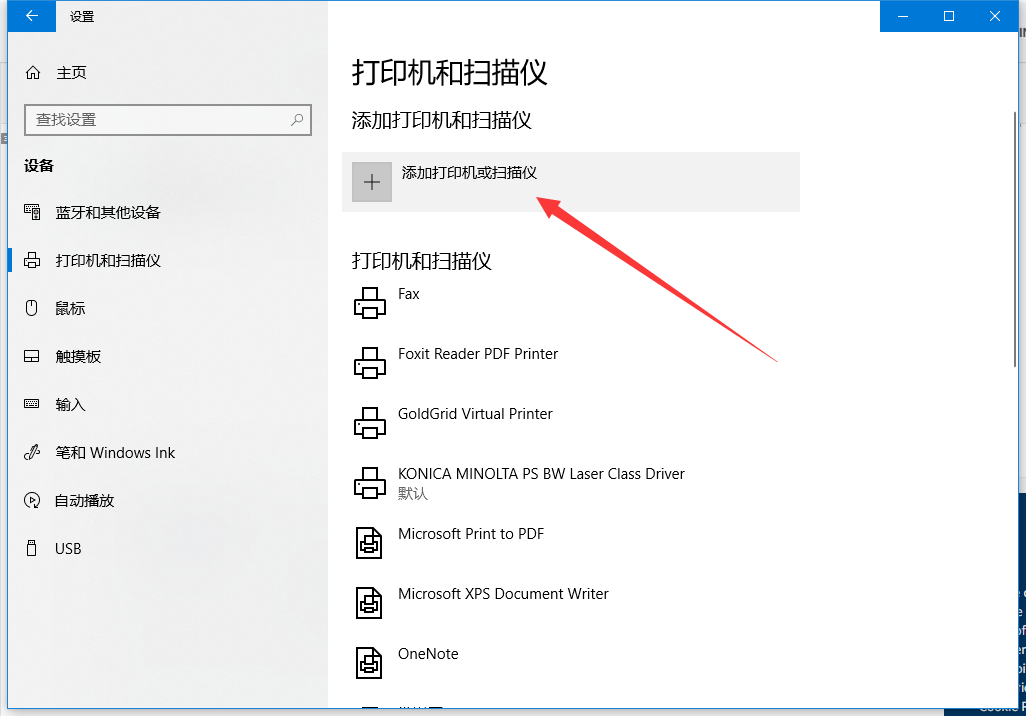 设置
主页
查找设置
设备
蓝牙和其他设备
打印机和扫描仪
鼠标
触摸板
输入
笔和 Windows Ink
自动播放
USB
打印机和扫描仪
添加打印机和扫描仪
添加打印机或扫描仪
打印机和扫描仪
Fax
Foxit Reader PDF Printer
GoldGrid Virtual Printer
KONICA MINOLTA PS BW Laser Class Driver
默认
Microsoft Print to PDF
Microsoft XPS Document Writer
OneNote